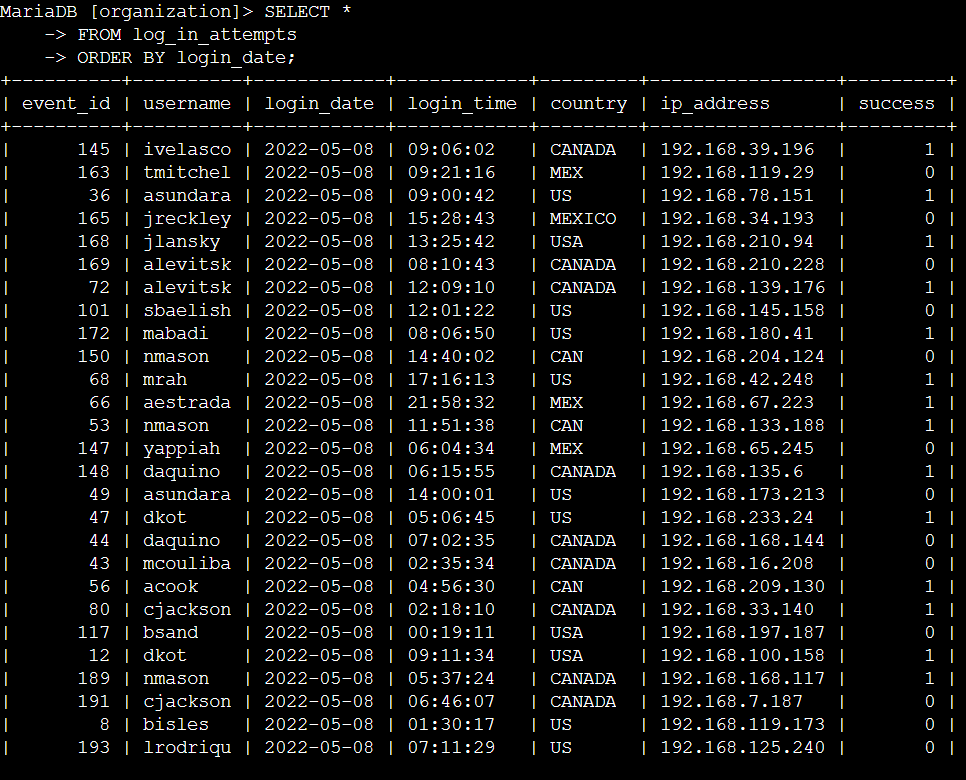 MariaDB [organization]> SELECT *
    -> FROM log_in_attempts
    -> ORDER BY login_date;
+----------+----------+------------+------------+---------+-----------------+---------+
| event_id | username | login_date | login_time | country | ip_address      | success |
+----------+----------+------------+------------+---------+-----------------+---------+
|      145 | ivelasco | 2022-05-08 | 09:06:02   | CANADA  | 192.168.39.196  |       1 |
|      163 | tmitchel | 2022-05-08 | 09:21:16   | MEX     | 192.168.119.29  |       0 |
|       36 | asundara | 2022-05-08 | 09:00:42   | US      | 192.168.78.151  |       1 |
|      165 | jreckley | 2022-05-08 | 15:28:43   | MEXICO  | 192.168.34.193  |       0 |
|      168 | jlansky  | 2022-05-08 | 13:25:42   | USA     | 192.168.210.94  |       1 |
|      169 | alevitsk | 2022-05-08 | 08:10:43   | CANADA  | 192.168.210.228 |       0 |
|       72 | alevitsk | 2022-05-08 | 12:09:10   | CANADA  | 192.168.139.176 |       1 |
|      101 | sbaelish | 2022-05-08 | 12:01:22   | US      | 192.168.145.158 |       0 |
|      172 | mabadi   | 2022-05-08 | 08:06:50   | US      | 192.168.180.41  |       1 |
|      150 | nmason   | 2022-05-08 | 14:40:02   | CAN     | 192.168.204.124 |       0 |
|       68 | mrah     | 2022-05-08 | 17:16:13   | US      | 192.168.42.248  |       1 |
|       66 | aestrada | 2022-05-08 | 21:58:32   | MEX     | 192.168.67.223  |       1 |
|       53 | nmason   | 2022-05-08 | 11:51:38   | CAN     | 192.168.133.188 |       1 |
|      147 | yappiah  | 2022-05-08 | 06:04:34   | MEX     | 192.168.65.245  |       0 |
|      148 | daquino  | 2022-05-08 | 06:15:55   | CANADA  | 192.168.135.6   |       1 |
|       49 | asundara | 2022-05-08 | 14:00:01   | US      | 192.168.173.213 |       0 |
|       47 | dkot     | 2022-05-08 | 05:06:45   | US      | 192.168.233.24  |       1 |
|       44 | daquino  | 2022-05-08 | 07:02:35   | CANADA  | 192.168.168.144 |       0 |
|       43 | mcouliba | 2022-05-08 | 02:35:34   | CANADA  | 192.168.16.208  |       0 |
|       56 | acook    | 2022-05-08 | 04:56:30   | CAN     | 192.168.209.130 |       1 |
|       80 | cjackson | 2022-05-08 | 02:18:10   | CANADA  | 192.168.33.140  |       1 |
|      117 | bsand    | 2022-05-08 | 00:19:11   | USA     | 192.168.197.187 |       0 |
|       12 | dkot     | 2022-05-08 | 09:11:34   | USA     | 192.168.100.158 |       1 |
|      189 | nmason   | 2022-05-08 | 05:37:24   | CANADA  | 192.168.168.117 |       1 |
|      191 | cjackson | 2022-05-08 | 06:46:07   | CANADA  | 192.168.7.187   |       0 |
|        8 | bisles   | 2022-05-08 | 01:30:17   | US      | 192.168.119.173 |       0 |
|      193 | lrodriqu | 2022-05-08 | 07:11:29   | US      | 192.168.125.240 |       0 |